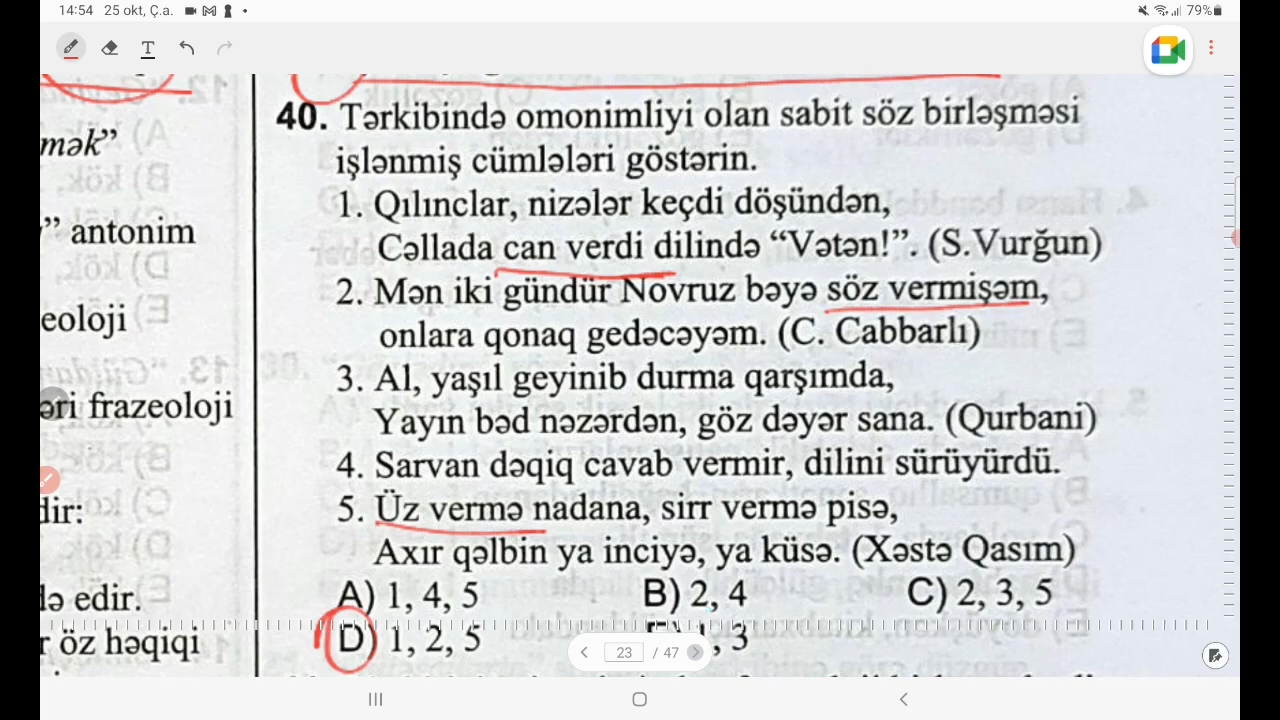 14:54 25 okt, Ç.a.
79%
T
mək”
” antonim
eoloji
əri frazeoloji
dir:
lə edir.
r öz həqiqi
40. Tərkibində omonimliyi olan sabit söz birləşməsi
işlənmiş cümlələri göstərin.
1. Qılınclar, nizələr keçdi döşündən,
Cəllada can verdi dilində “Vətən!”. (S.Vurğun)
2. Mən iki gündür Novruz bəyə söz vermişəm,
onlara qonaq gedəcəyəm. (C. Cabbarlı)
3. Al, yaşıl geyinib durma qarşımda,
Yayın bəd nəzərdən, göz dəyər sana. (Qurbani)
4. Sarvan dəqiq cavab vermir, dilini sürüyürdü.
5. Üz vermə nadana, sirr vermə pisə,
Axır qəlbin ya inciyə, ya küsə. (Xəstə Qasım)
A) 1, 4, 5 B) 2, 4 C) 2, 3, 5
D) 1, 2, 5 , 3
23 / 47